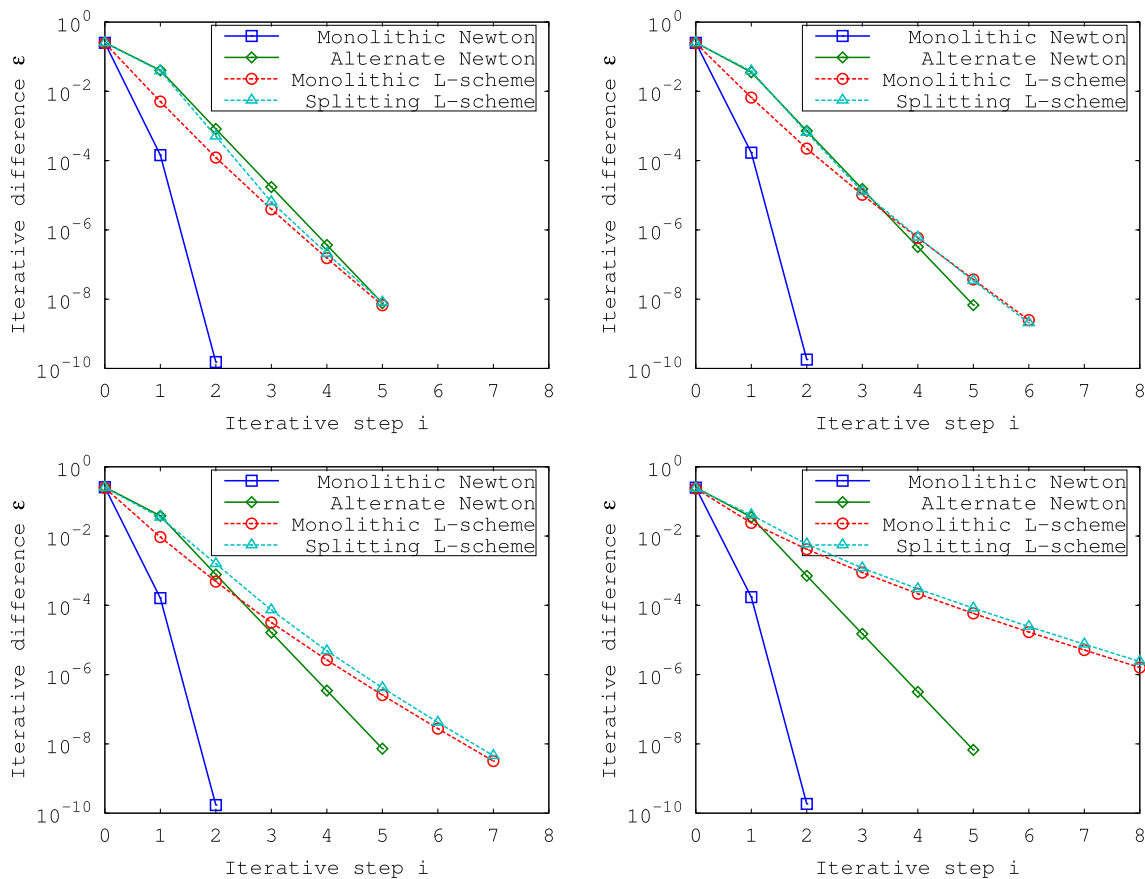 Iterative difference ε
10^0
10^-2
10^-4
10^-6
10^-8
10^-10
Monolithic Newton
Alternate Newton
Monolithic L-scheme
Splitting L-scheme
0 1 2 3 4 5 6 7 8
Iterative step i
Iterative difference ε
10^0
10^-2
10^-4
10^-6
10^-8
10^-10
Monolithic Newton
Alternate Newton
Monolithic L-scheme
Splitting L-scheme
0 1 2 3 4 5 6 7 8
Iterative step i
Iterative difference ε
10^0
10^-2
10^-4
10^-6
10^-8
10^-10
Monolithic Newton
Alternate Newton
Monolithic L-scheme
Splitting L-scheme
0 1 2 3 4 5 6 7 8
Iterative step i
Iterative difference ε
10^0
10^-2
10^-4
10^-6
10^-8
10^-10
Monolithic Newton
Alternate Newton
Monolithic L-scheme
Splitting L-scheme
0 1 2 3 4 5 6 7 8
Iterative step i